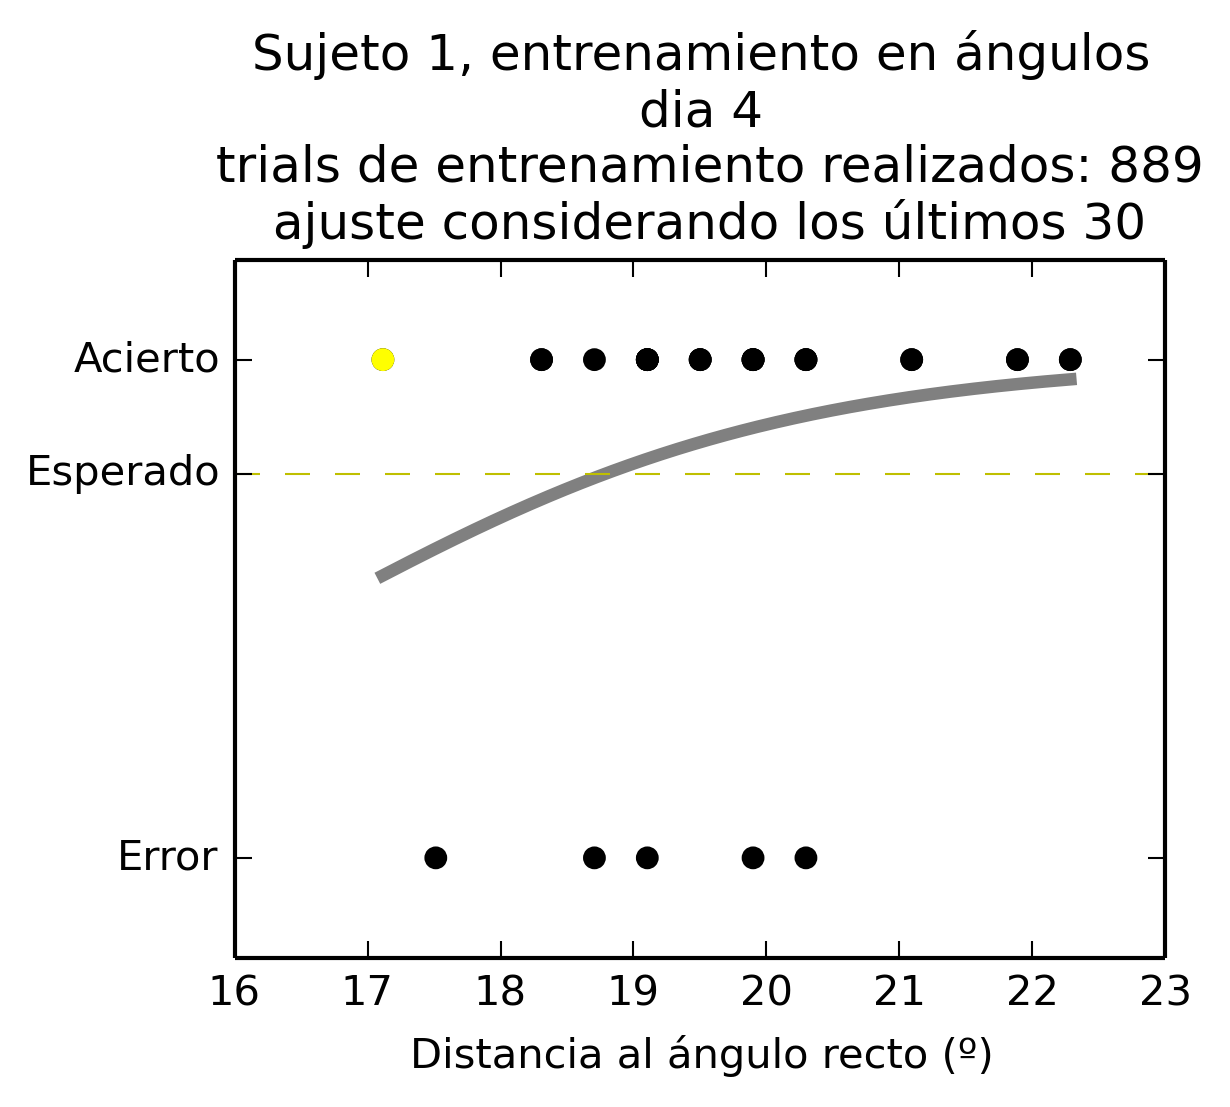 Sujeto 1, entrenamiento en ángulos
dia 4
trials de entrenamiento realizados: 889
ajuste considerando los últimos 30
Acierto
Esperado
Error
16 17 18 19 20 21 22 23
Distancia al ángulo recto (º)